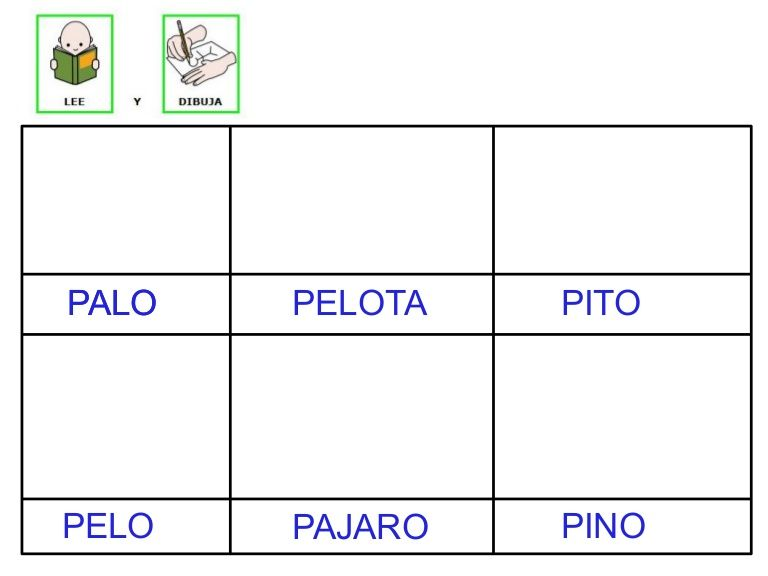 LEE Y DIBUJA
PALO PELOTA PITO
PELO PAJARO PINO